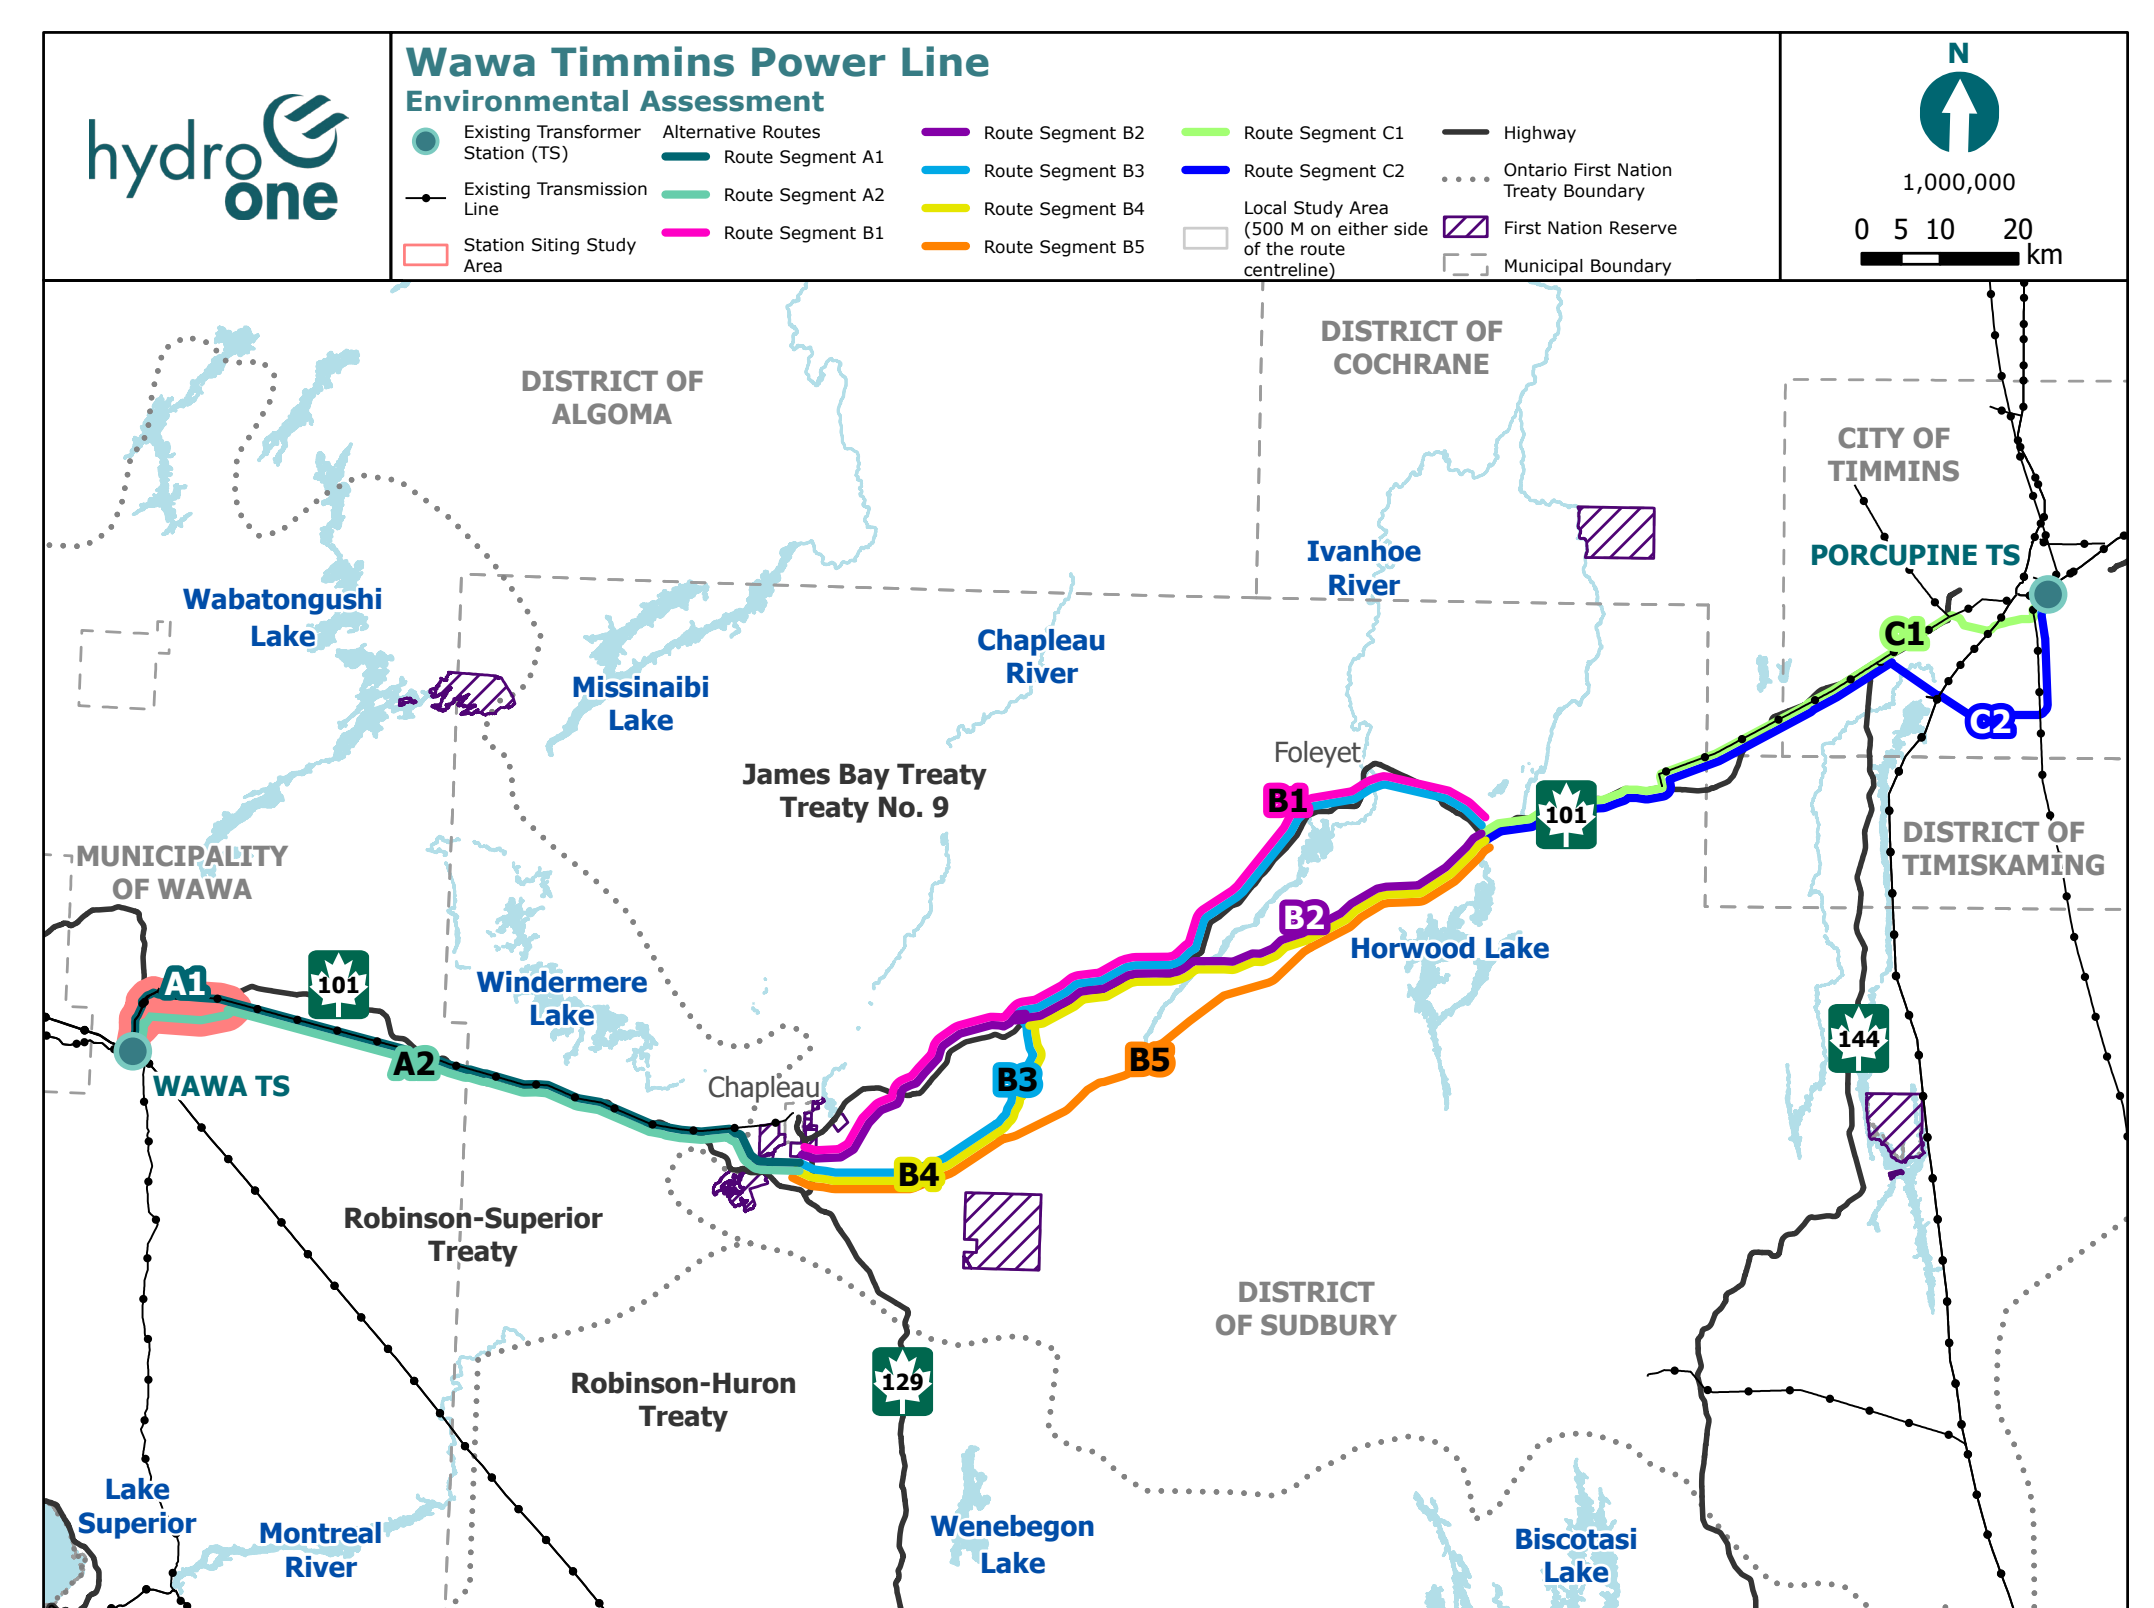 hydro
one
Wawa Timmins Power Line
Environmental Assessment
Existing Transformer
Station (TS)
Existing Transmission
Line
Station Siting Study
Area
Alternative Routes
Route Segment A1
Route Segment A2
Route Segment B1
Route Segment B2
Route Segment B3
Route Segment B4
Route Segment B5
Route Segment C1
Route Segment C2
Local Study Area
(500 M on either side
of the route
centreline)
Highway
Ontario First Nation
Treaty Boundary
First Nation Reserve
Municipal Boundary
N
1,000,000
0 5 10 20
km
DISTRICT OF
COCHRANE
DISTRICT OF
ALGOMA
CITY OF
TIMMINS
PORCUPINE TS
Ivanhoe
River
Wabatongushi
Lake
Chapleau
River
C1
Missinaibi
Lake
C2
Foleyet
James Bay Treaty
Treaty No. 9
B1
101
DISTRICT OF
TIMISKAMING
MUNICIPALITY
OF WAWA
B2
Horwood Lake
A1
101
Windermere
Lake
144
A2
B5
WAWA TS
Chapleau
B3
B4
Robinson-Superior
Treaty
DISTRICT
OF SUDBURY
Robinson-Huron
Treaty
129
Lake
Superior
Montreal
River
Wenebegon
Lake
Biscotasi
Lake